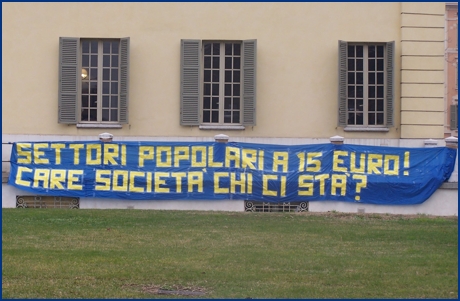 SETTORI POPOLARI A 15 EURO!
CARE SOCIETA' CHI CI STA'?